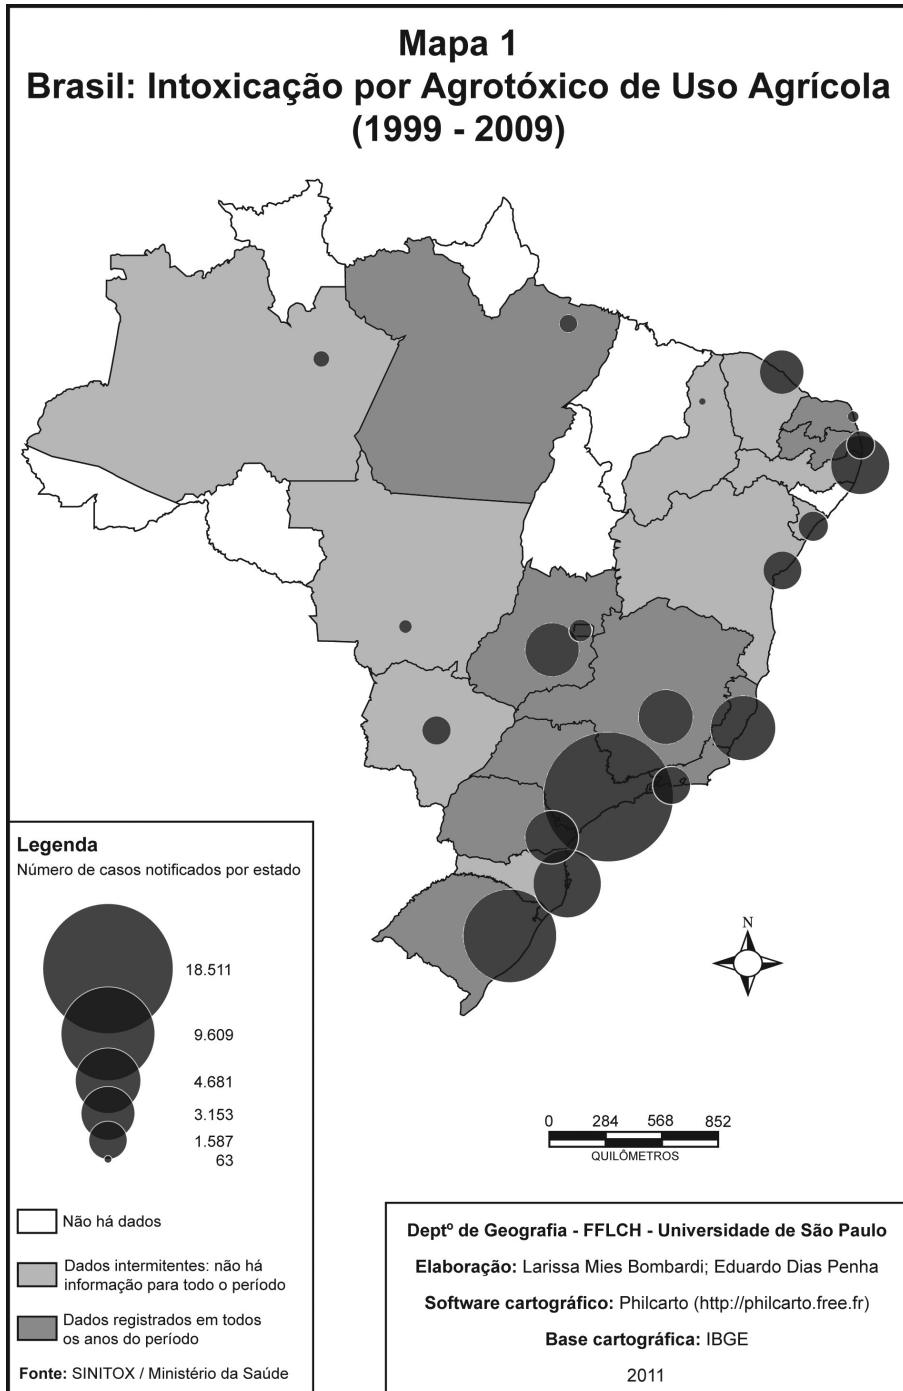 Mapa 1
Brasil: Intoxicação por Agrotóxico de Uso Agrícola
(1999 - 2009)
Legenda
Número de casos notificados por estado
18.511
9.609
4.681
3.153
1.587
63
Não há dados
Dados intermitentes: não há
informação para todo o período
Dados registrados em todos
os anos do período
Fonte: SINITOX / Ministério da Saúde
N
0 284 568 852
QUILÔMETROS
Deptº de Geografia - FFLCH - Universidade de São Paulo
Elaboração: Larissa Mies Bombardi; Eduardo Dias Penha
Software cartográfico: Philcarto (http://philcarto.free.fr)
Base cartográfica: IBGE
2011